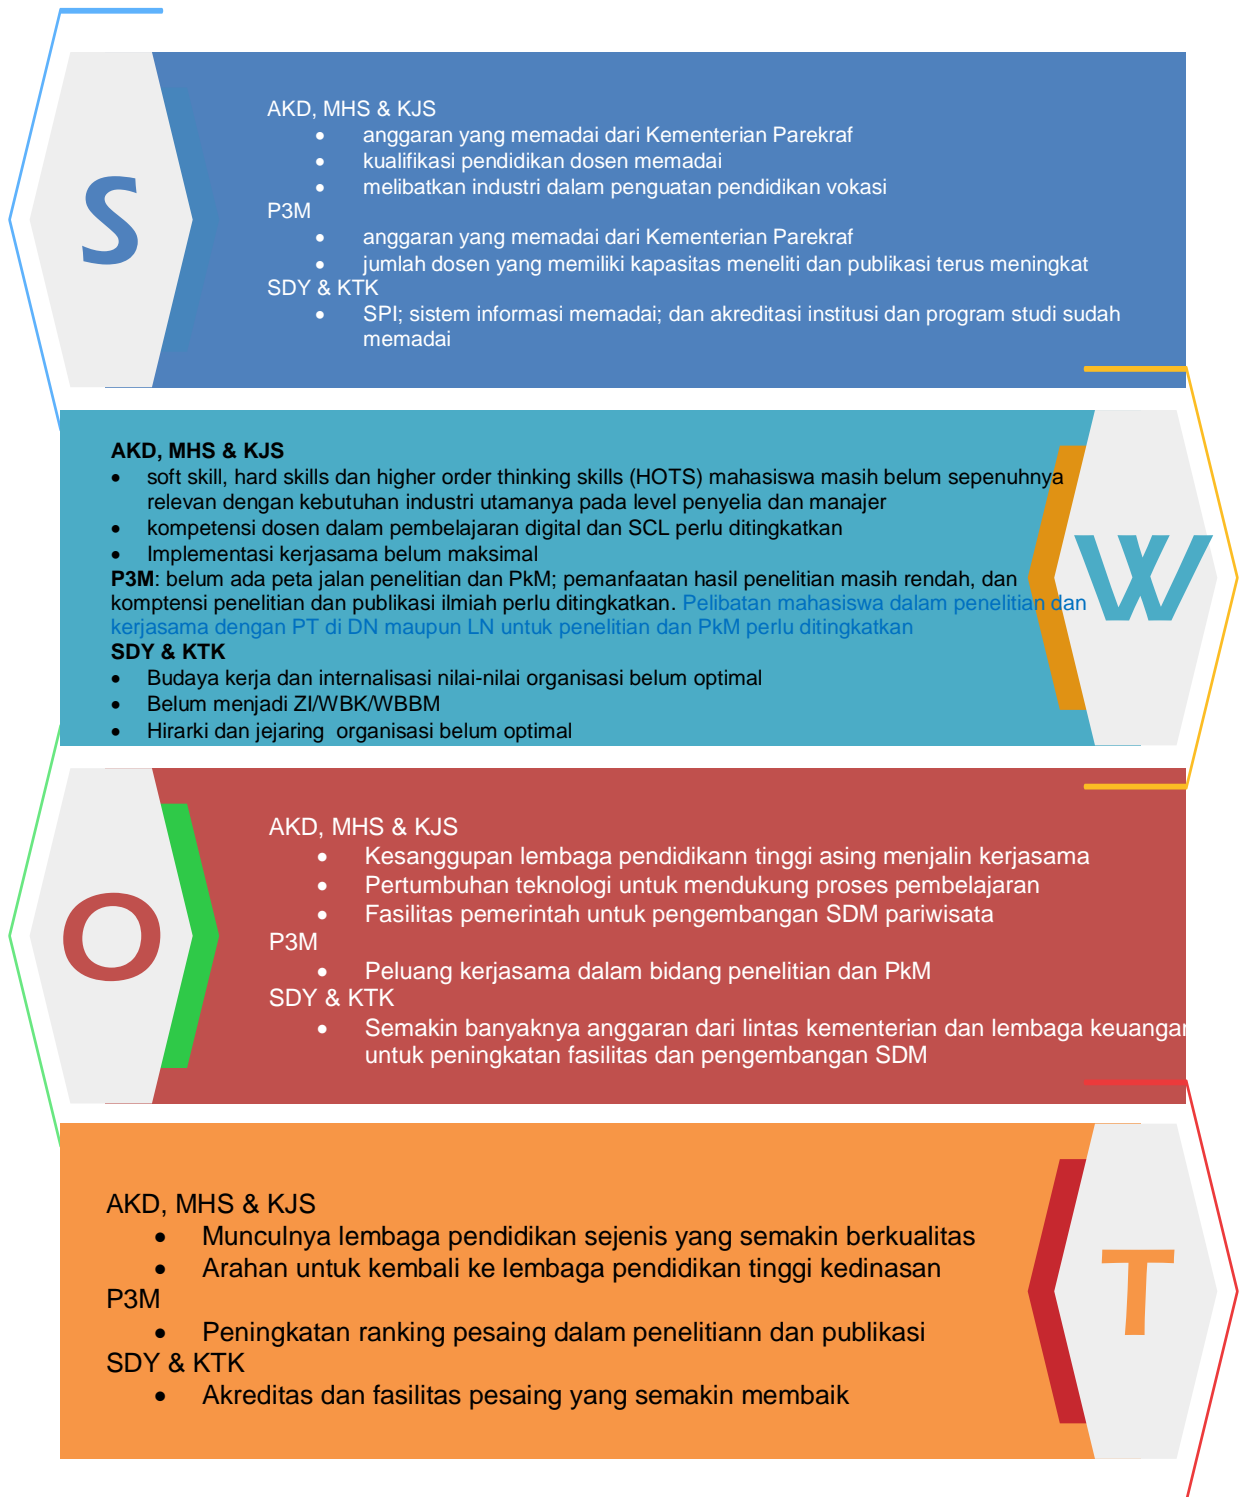 S
AKD, MHS & KJS
• anggaran yang memadai dari Kementerian Parekraf
• kualifikasi pendidikan dosen memadai
• melibatkan industri dalam penguatan pendidikan vokasi
P3M
• anggaran yang memadai dari Kementerian Parekraf
• jumlah dosen yang memiliki kapasitas meneliti dan publikasi terus meningkat
SDY & KTK
• SPI; sistem informasi memadai; dan akreditasi institusi dan program studi sudah
memadai
W
AKD, MHS & KJS
• soft skill, hard skills dan higher order thinking skills (HOTS) mahasiswa masih belum sepenuhnya
relevan dengan kebutuhan industri utamanya pada level penyelia dan manajer
• kompetensi dosen dalam pembelajaran digital dan SCL perlu ditingkatkan
• Implementasi kerjasama belum maksimal
P3M: belum ada peta jalan penelitian dan PkM; pemanfaatan hasil penelitian masih rendah, dan
komptensi penelitian dan publikasi ilmiah perlu ditingkatkan. Pelibatan mahasiswa dalam penelitian dan
kerjasama dengan PT di DN maupun LN untuk penelitian dan PkM perlu ditingkatkan
SDY & KTK
• Budaya kerja dan internalisasi nilai-nilai organisasi belum optimal
• Belum menjadi ZI/WBK/WBBM
• Hirarki dan jejaring organisasi belum optimal
O
AKD, MHS & KJS
• Kesanggupan lembaga pendidikann tinggi asing menjalin kerjasama
• Pertumbuhan teknologi untuk mendukung proses pembelajaran
• Fasilitas pemerintah untuk pengembangan SDM pariwisata
P3M
• Peluang kerjasama dalam bidang penelitian dan PkM
SDY & KTK
• Semakin banyaknya anggaran dari lintas kementerian dan lembaga keuangan
untuk peningkatan fasilitas dan pengembangan SDM
T
AKD, MHS & KJS
• Munculnya lembaga pendidikan sejenis yang semakin berkualitas
• Arahan untuk kembali ke lembaga pendidikan tinggi kedinasan
P3M
• Peningkatan ranking pesaing dalam penelitiann dan publikasi
SDY & KTK
• Akreditas dan fasilitas pesaing yang semakin membaik